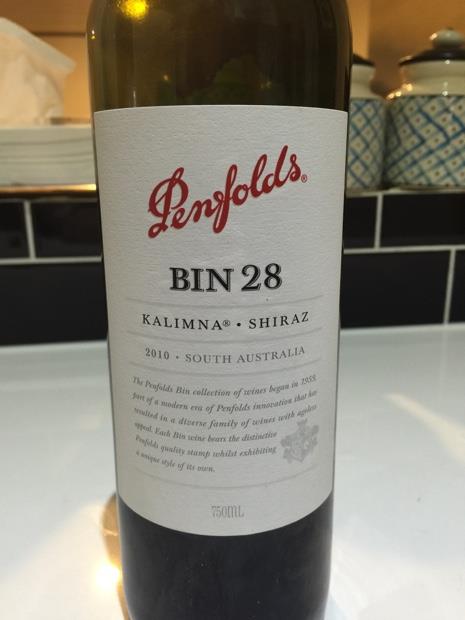 Penfolds®
BIN 28
KALIMNA® • SHIRAZ
2010 • SOUTH AUSTRALIA
The Penfolds Bin collection of wines began in 1959,
part of a modern era of Penfolds innovation that has
resulted in a diverse family of wines with ageless
appeal. Each Bin wine bears the distinctive
Penfolds quality stamp whilst exhibiting
a unique style of its own.
750ML